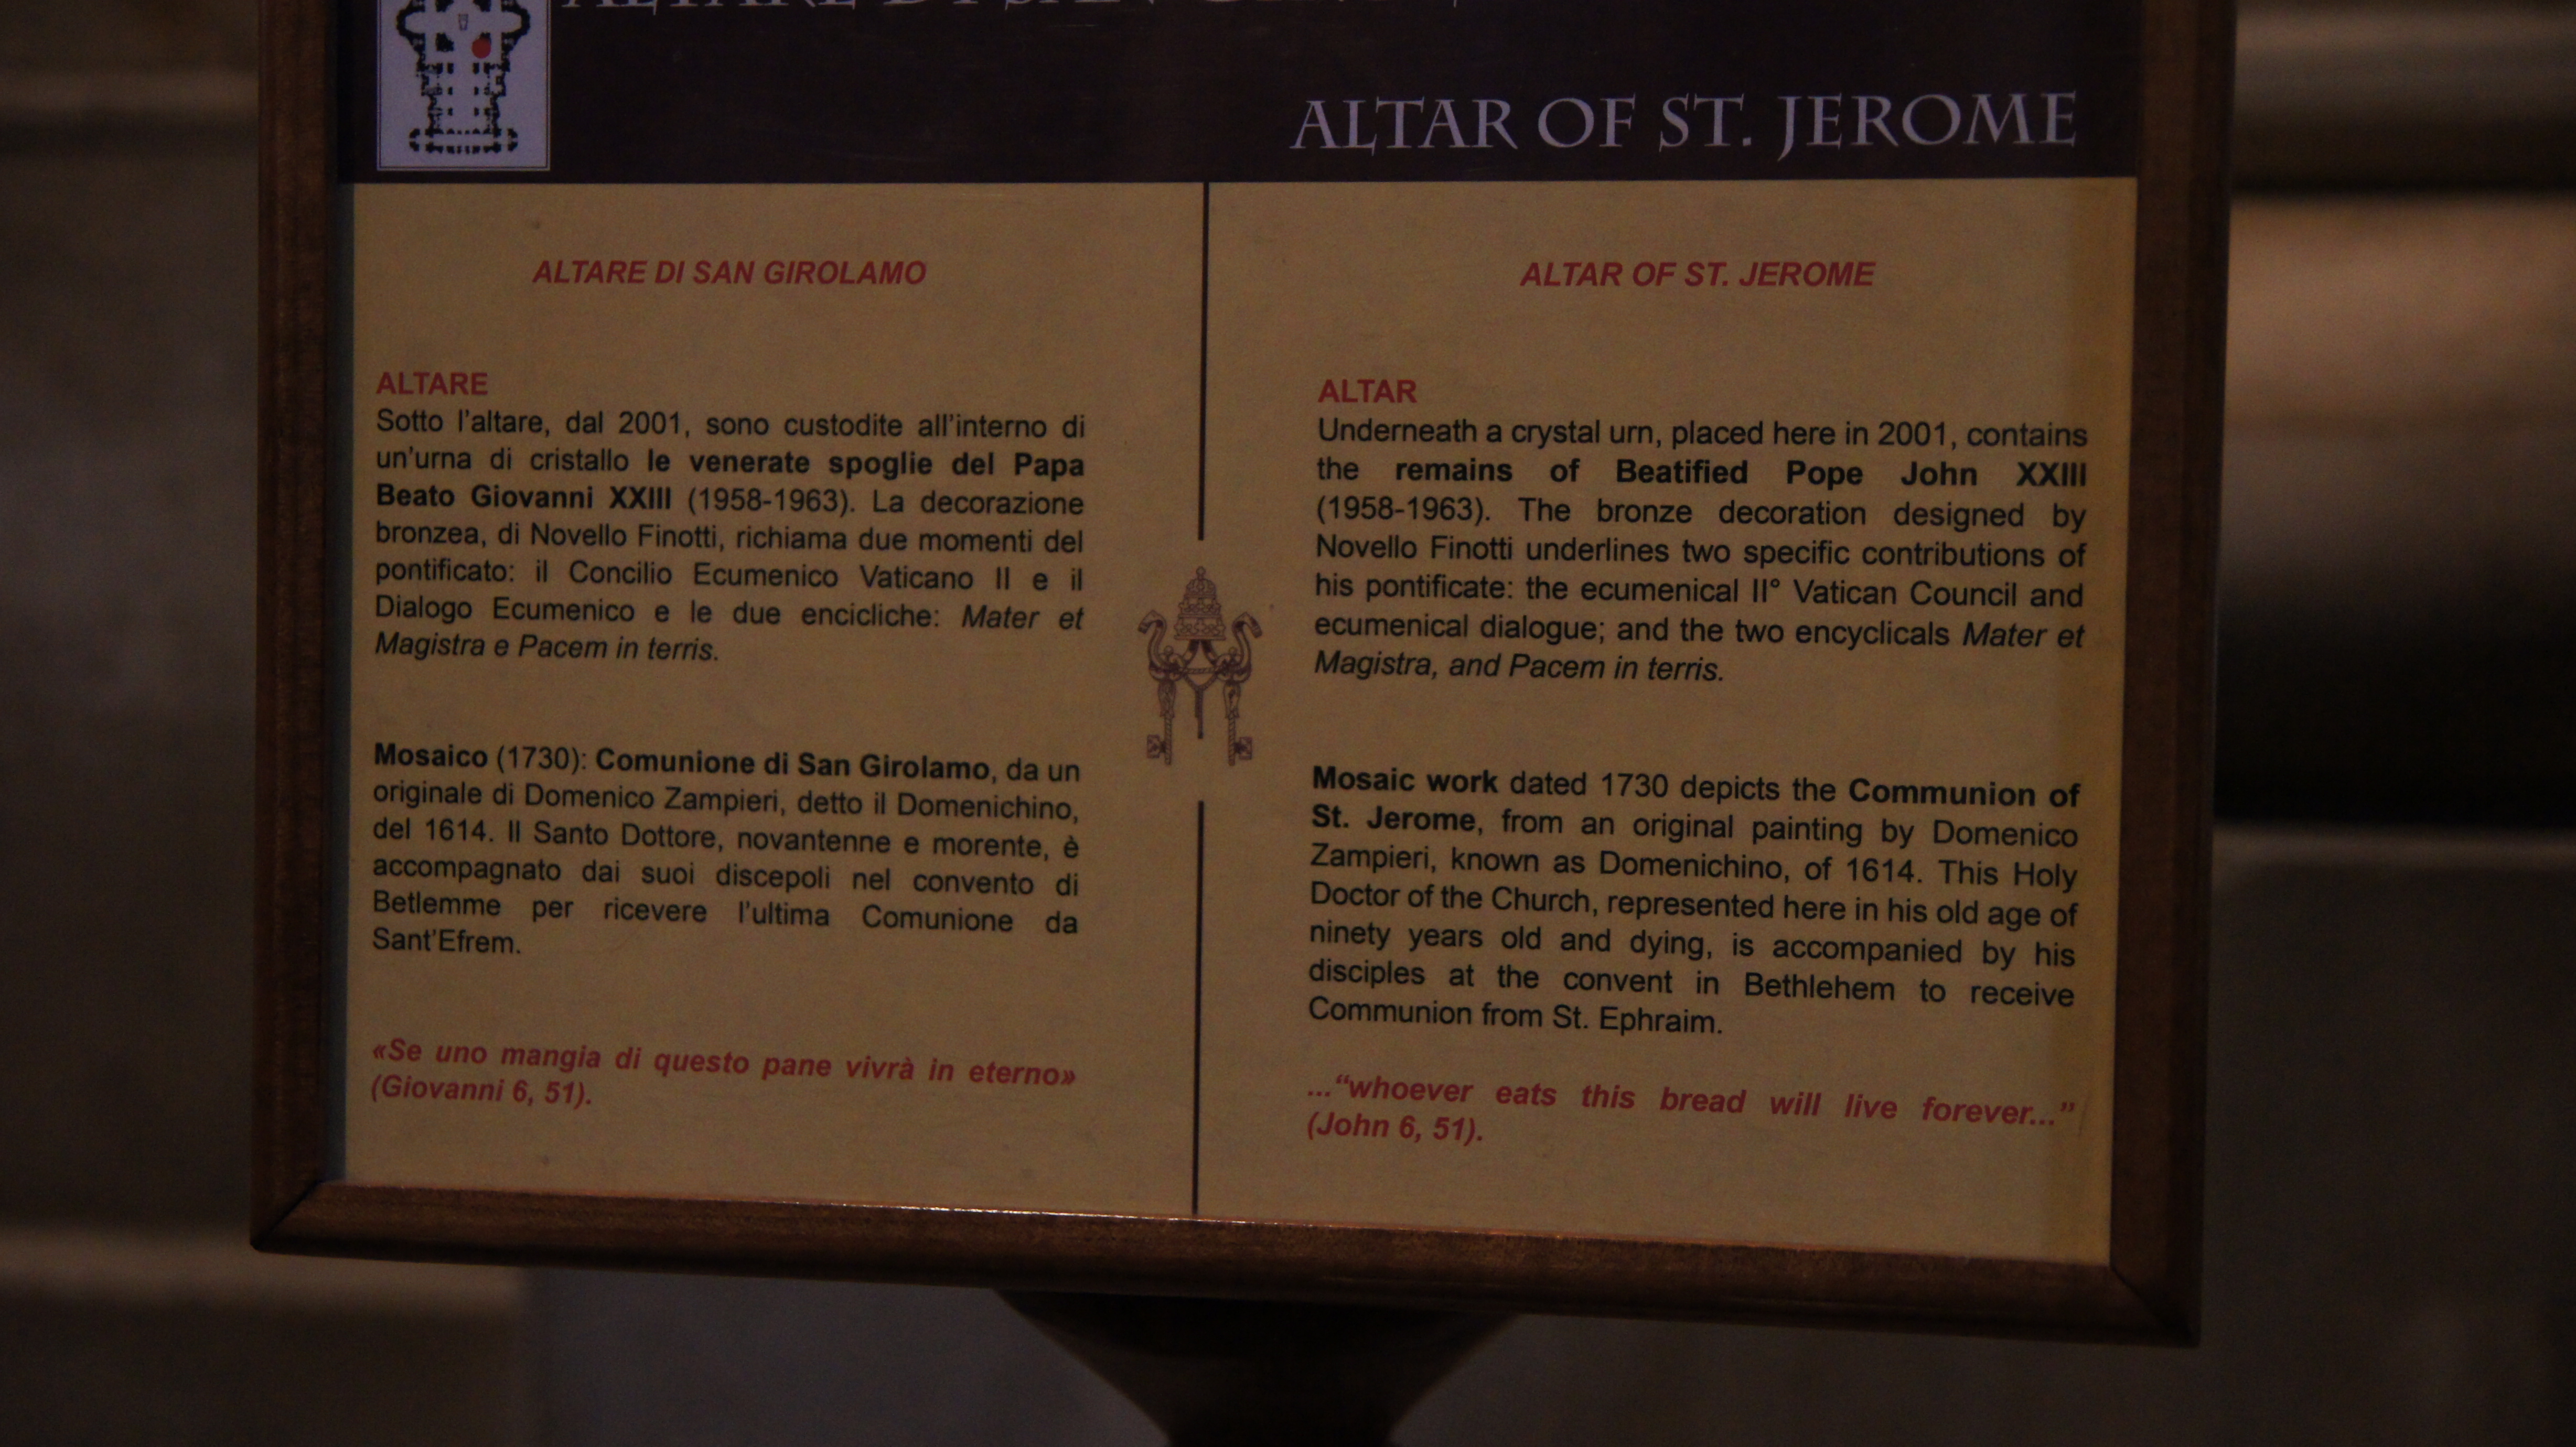 ALTARE DI SAN
ALTAR OF ST. JEROME
ALTARE DI SAN GIROLAMO
ALTARE
Sotto l'altare, dal 2001, sono custodite all'interno di
un'urna di cristallo le venerate spoglie del Papa
Beato Giovanni XXIII (1958-1963). La decorazione
bronzea, di Novello Finotti, richiama due momenti del
pontificato: il Concilio Ecumenico Vaticano II e il
Dialogo Ecumenico e le due encicliche: Mater et
Magistra e Pacem in terris.
Mosaico (1730): Comunione di San Girolamo, da un
originale di Domenico Zampieri, detto il Domenichino,
del 1614. Il Santo Dottore, novantenne e morente, è
accompagnato dai suoi discepoli nel convento di
Betlemme per ricevere l'ultima Comunione da
Sant'Efrem.
«Se uno mangia di questo pane vivrà in eterno»
(Giovanni 6, 51).
ALTAR OF ST. JEROME
ALTAR
Underneath a crystal urn, placed here in 2001, contains
the remains of Beatified Pope John XXIII
(1958-1963). The bronze decoration designed by
Novello Finotti underlines two specific contributions of
his pontificate: the ecumenical II° Vatican Council and
ecumenical dialogue; and the two encyclicals Mater et
Magistra, and Pacem in terris.
Mosaic work dated 1730 depicts the Communion of
St. Jerome, from an original painting by Domenico
Zampieri, known as Domenichino, of 1614. This Holy
Doctor of the Church, represented here in his old age of
ninety years old and dying, is accompanied by his
disciples at the convent in Bethlehem to receive
Communion from St. Ephraim.
..."whoever eats this bread will live forever..."
(John 6, 51).